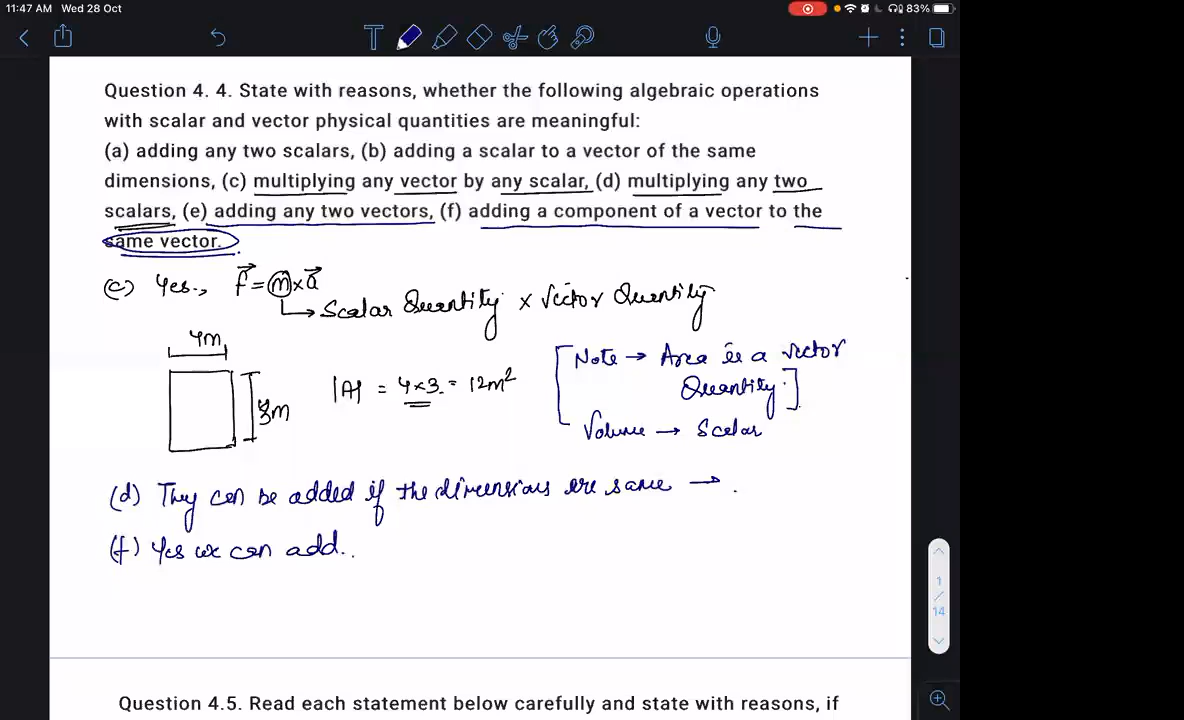 11:47 AM Wed 28 Oct
83%
Question 4. 4. State with reasons, whether the following algebraic operations
with scalar and vector physical quantities are meaningful:
(a) adding any two scalars, (b) adding a scalar to a vector of the same
dimensions, (c) multiplying any vector by any scalar, (d) multiplying any two
scalars, (e) adding any two vectors, (f) adding a component of a vector to the
same vector.
(c) Yes., F = m × a
Scalar Quantity × Vector Quantity
4m
3m
|A| = 4×3 = 12m²
Note → Area is a vector
Quantity.
Volume → Scalar
(d) They can be added if the dimensions are same → .
(f) Yes we can add..
1
/
14
Question 4.5. Read each statement below carefully and state with reasons, if